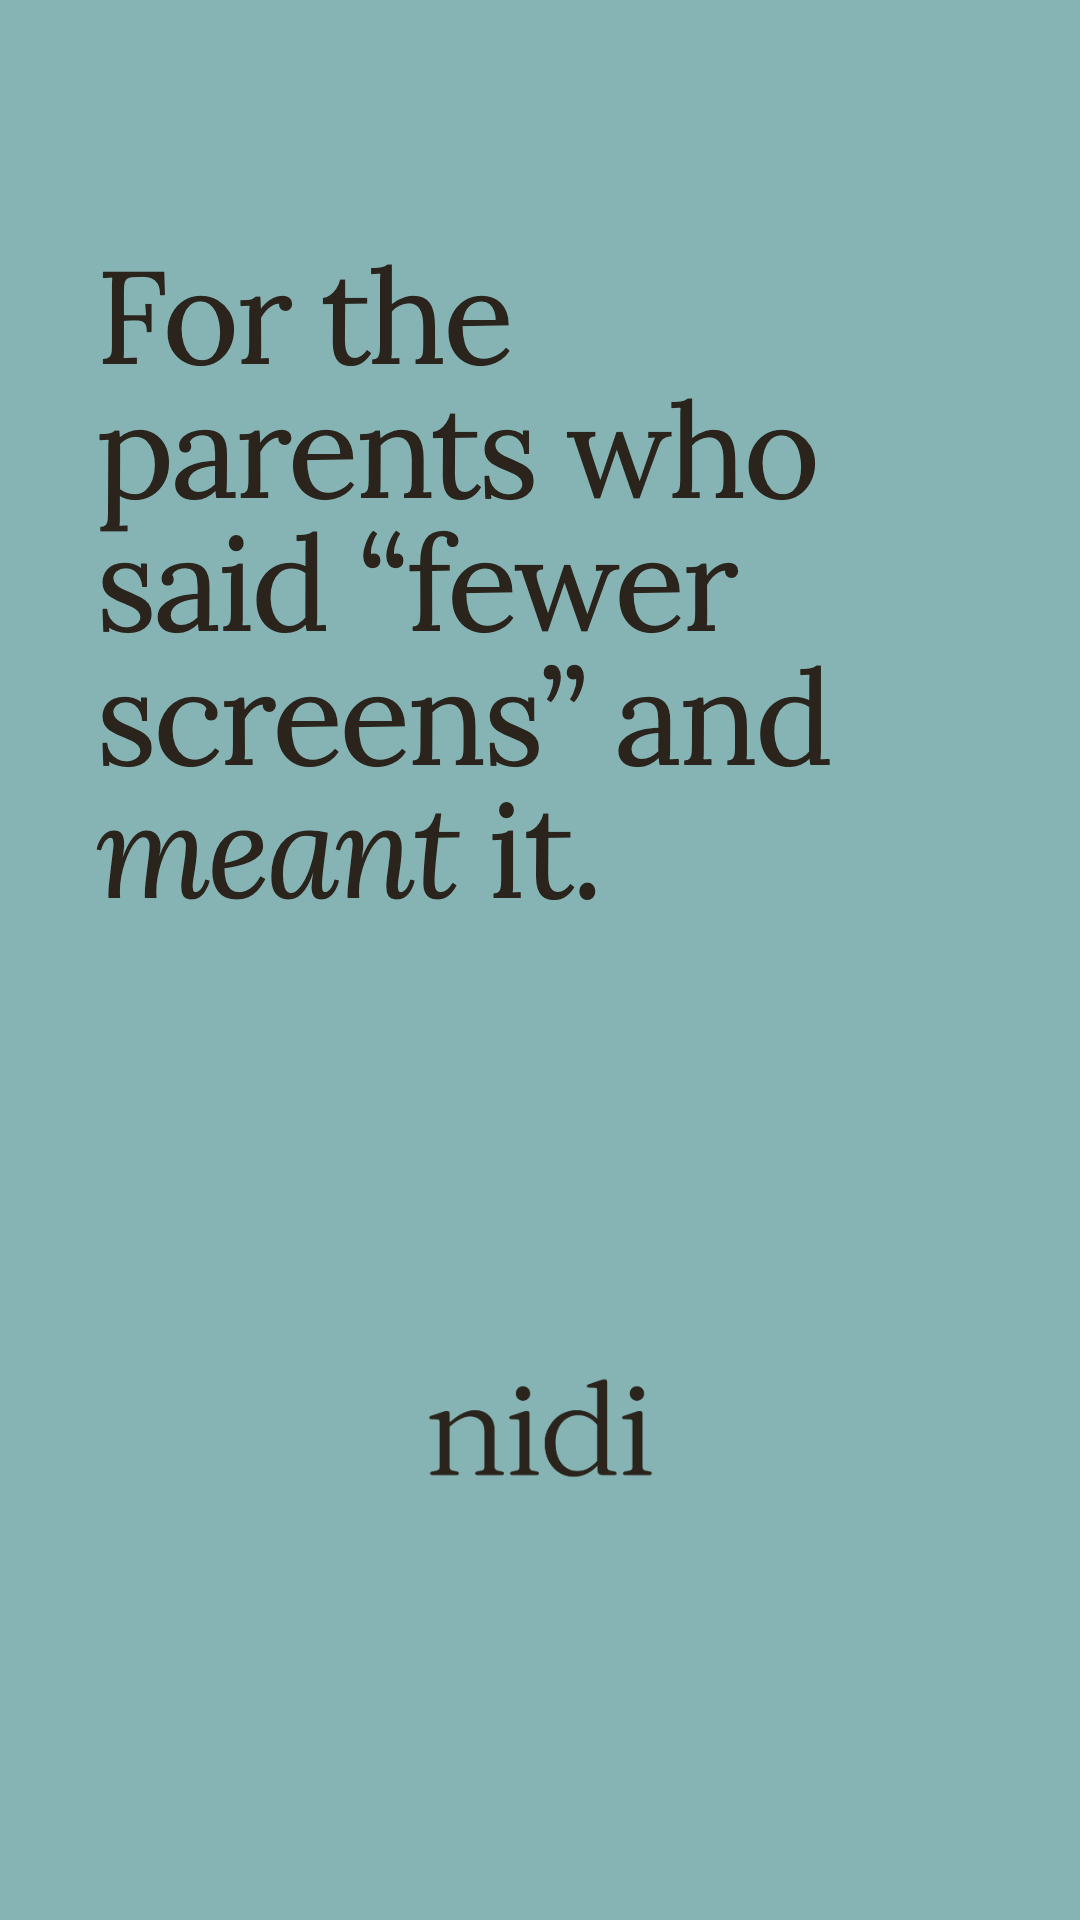 For the
parents who
said “fewer
screens” and
meant it.
nidi